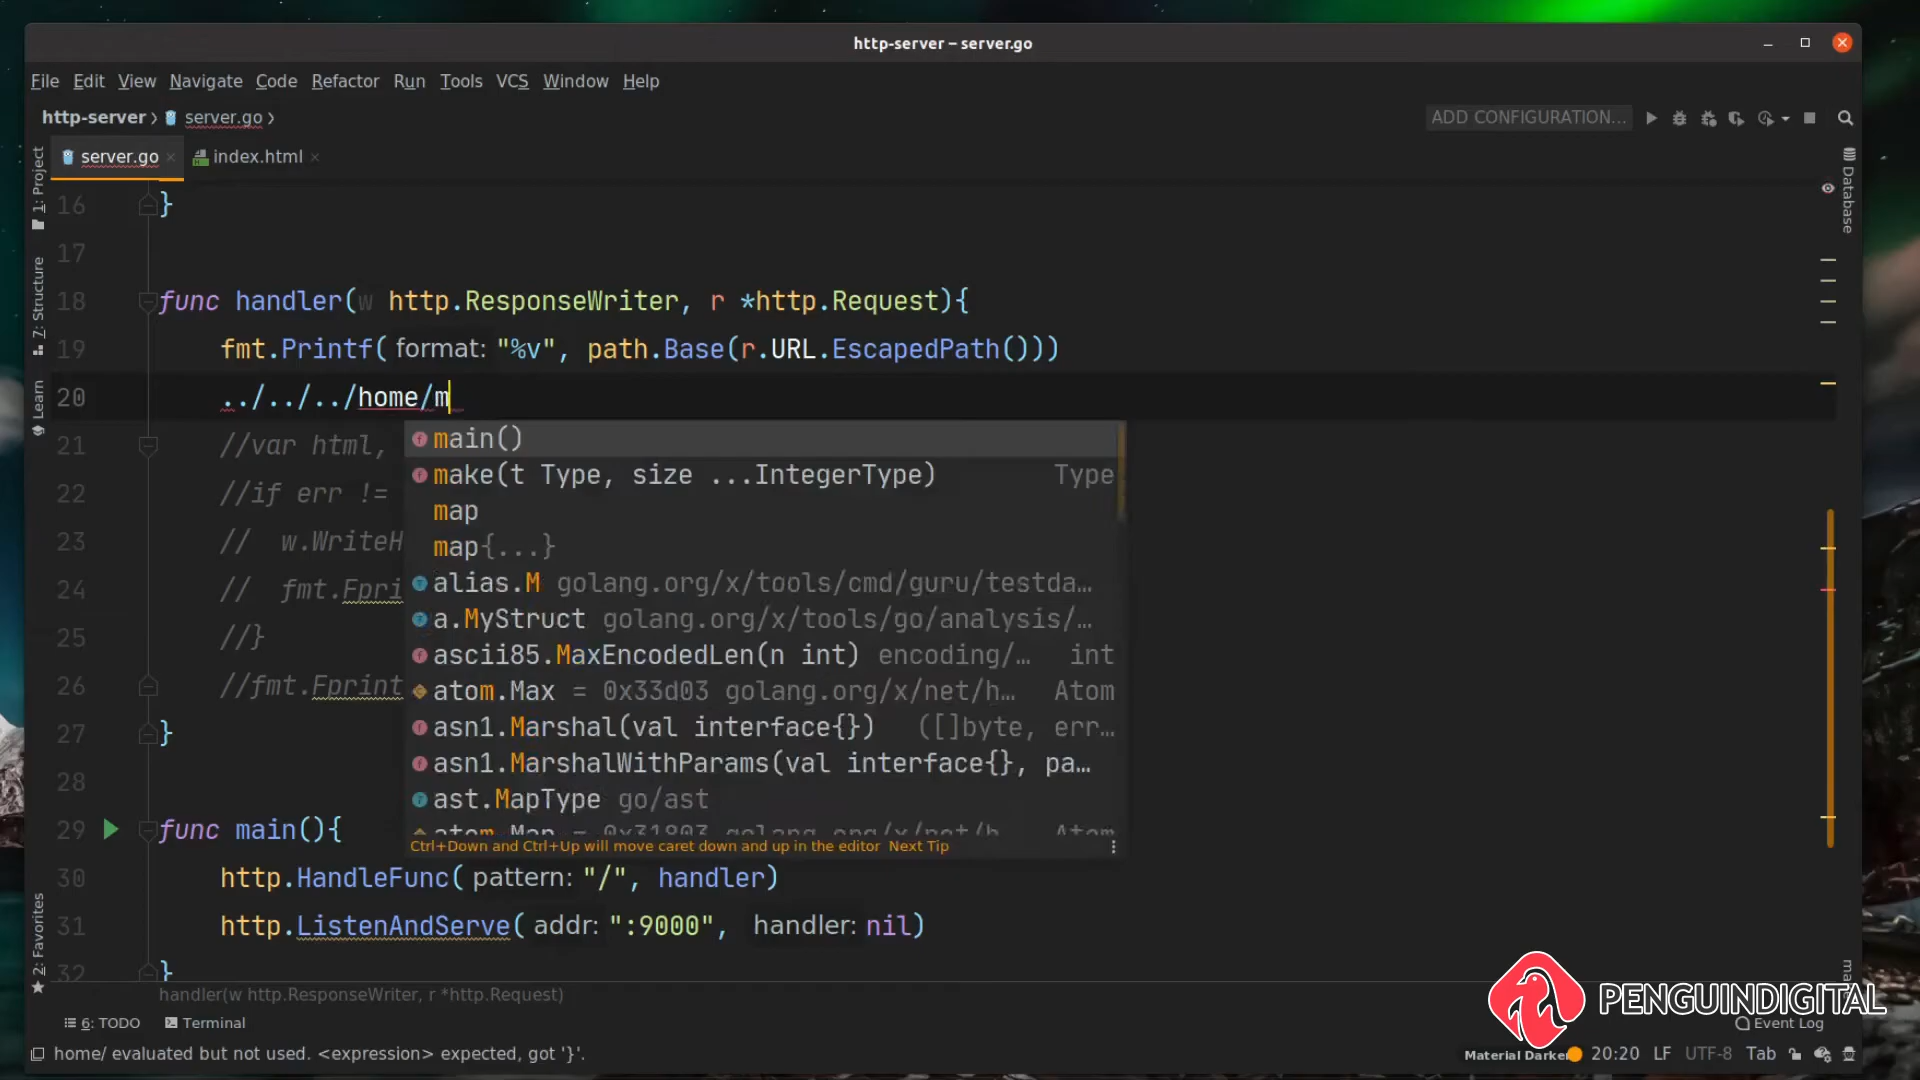 http-server – server.go
File Edit View Navigate Code Refactor Run Tools VCS Window Help
http-server server.go
ADD CONFIGURATION...
server.go index.html
1: Project
7: Structure
Learn
2: Favorites
Database
16 }
17
18 func handler(w http.ResponseWriter, r *http.Request){
19 fmt.Printf( format: "%v", path.Base(r.URL.EscapedPath()))
20 ../../../home/m
21 //var html,
22 //if err !=
23 // w.WriteH
24 // fmt.Fpri
25 //}
26 //fmt.Fprint
27 }
28
29 func main(){
30 http.HandleFunc( pattern: "/", handler)
31 http.ListenAndServe( addr: ":9000", handler: nil)
32 }
main()
make(t Type, size ...IntegerType) Type
map
map{...}
alias.M golang.org/x/tools/cmd/guru/testda…
a.MyStruct golang.org/x/tools/go/analysis/…
ascii85.MaxEncodedLen(n int) encoding/… int
atom.Max = 0x33d03 golang.org/x/net/h… Atom
asn1.Marshal(val interface{}) ([]byte, err…
asn1.MarshalWithParams(val interface{}, pa…
ast.MapType go/ast
atom.Map = 0x31803 golang.org/x/net/h… Atom
Ctrl+Down and Ctrl+Up will move caret down and up in the editor Next Tip
handler(w http.ResponseWriter, r *http.Request)
PENGUINDIGITAL
6: TODO Terminal
Event Log
home/ evaluated but not used. <expression> expected, got '}'.
Material Darker 20:20 LF UTF-8 Tab